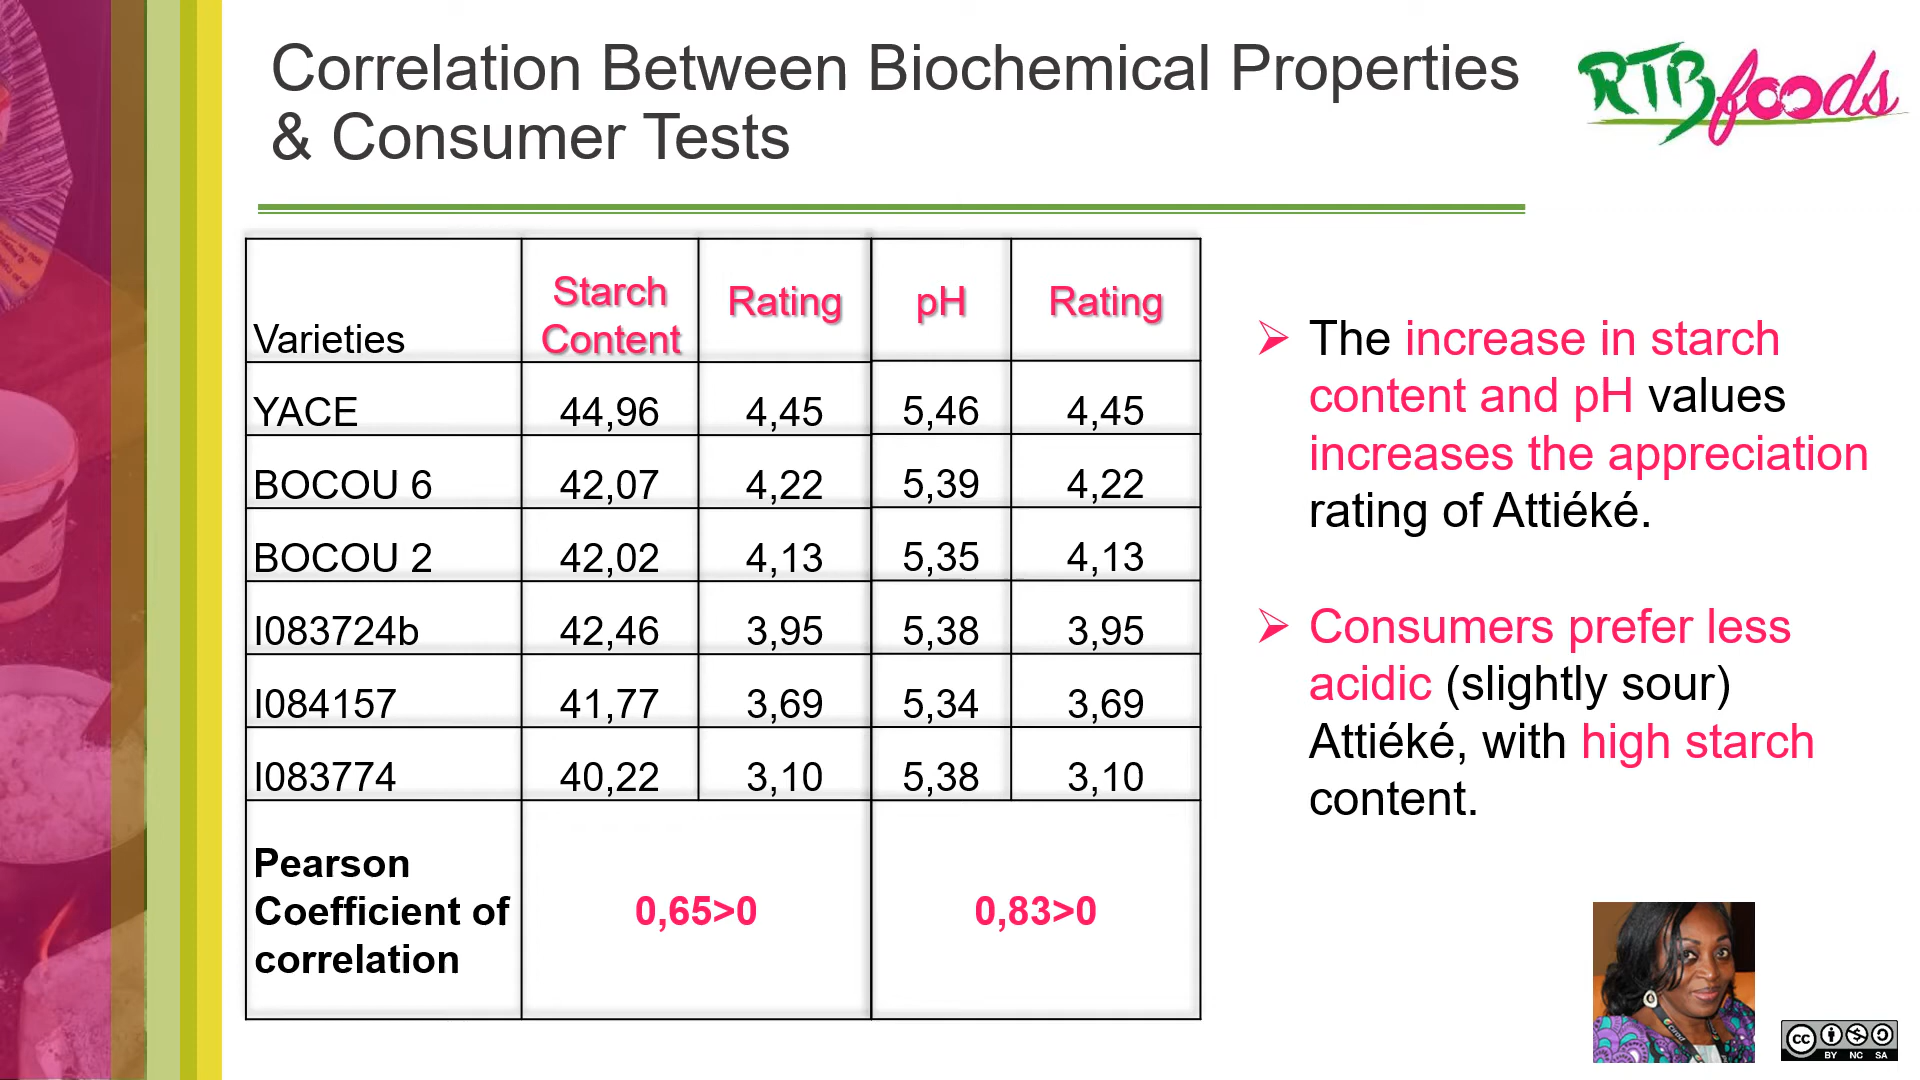 Correlation Between Biochemical Properties
& Consumer Tests
RTBfoods
Varieties Starch Content Rating pH Rating
YACE 44,96 4,45 5,46 4,45
BOCOU 6 42,07 4,22 5,39 4,22
BOCOU 2 42,02 4,13 5,35 4,13
I083724b 42,46 3,95 5,38 3,95
I084157 41,77 3,69 5,34 3,69
I083774 40,22 3,10 5,38 3,10
Pearson
Coefficient of
correlation
0,65>0 0,83>0
➢ The increase in starch
content and pH values
increases the appreciation
rating of Attiéké.
➢ Consumers prefer less
acidic (slightly sour)
Attiéké, with high starch
content.
cc BY NC SA